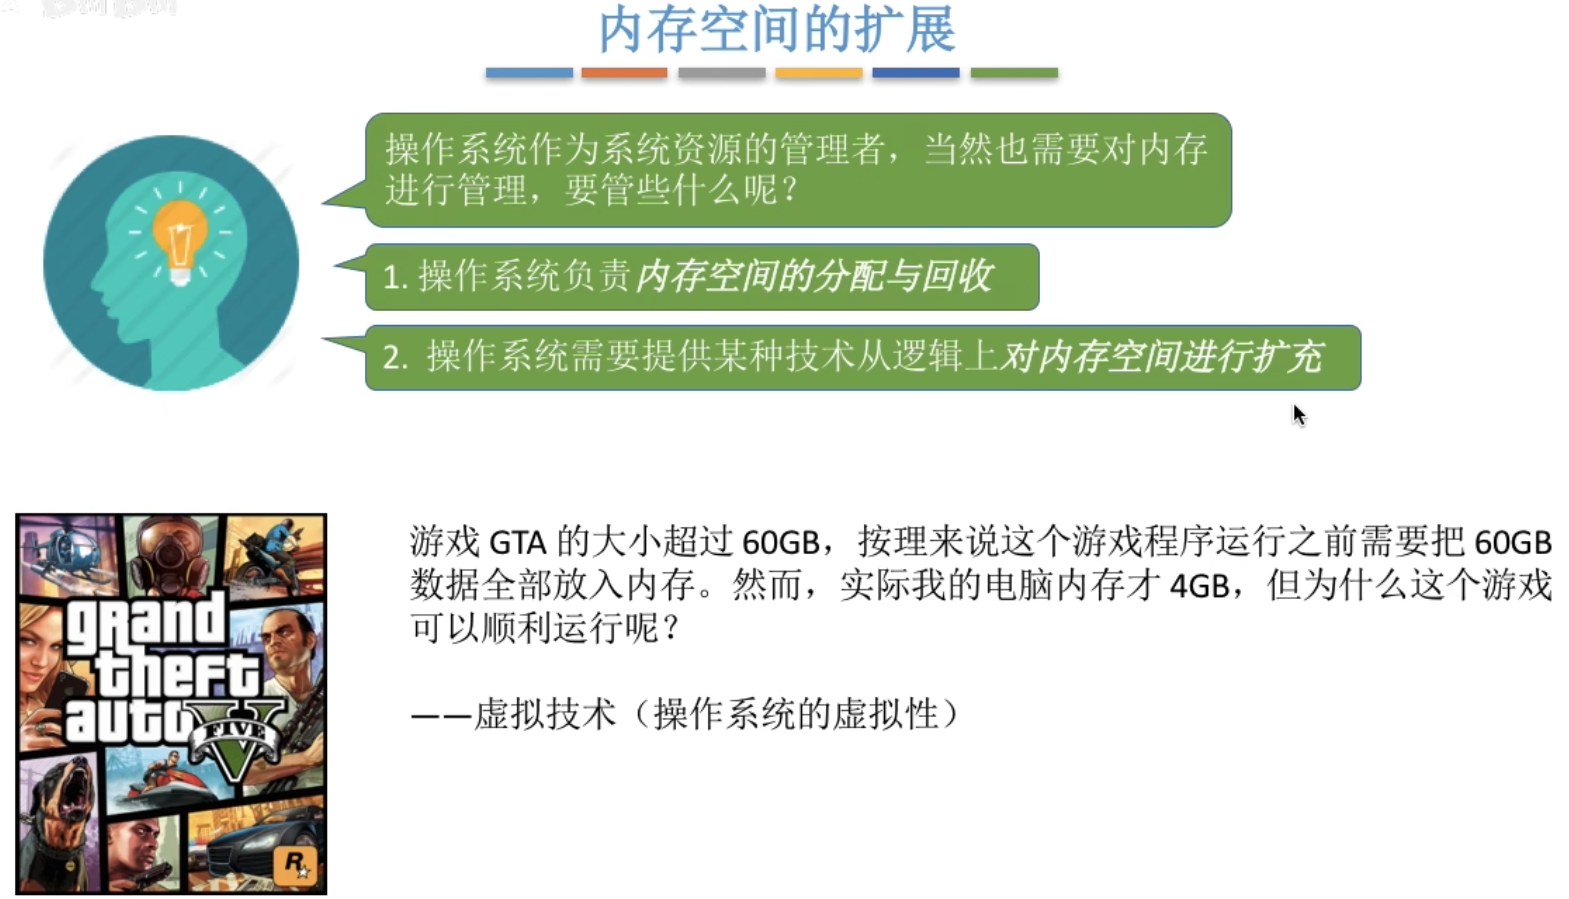 内存空间的扩展
操作系统作为系统资源的管理者，当然也需要对内存
进行管理，要管些什么呢？
1. 操作系统负责内存空间的分配与回收
2. 操作系统需要提供某种技术从逻辑上对内存空间进行扩充
游戏 GTA 的大小超过 60GB，按理来说这个游戏程序运行之前需要把 60GB
数据全部放入内存。然而，实际我的电脑内存才 4GB，但为什么这个游戏
可以顺利运行呢？
——虚拟技术（操作系统的虚拟性）
grand
theft
auto
FIVE
V
R